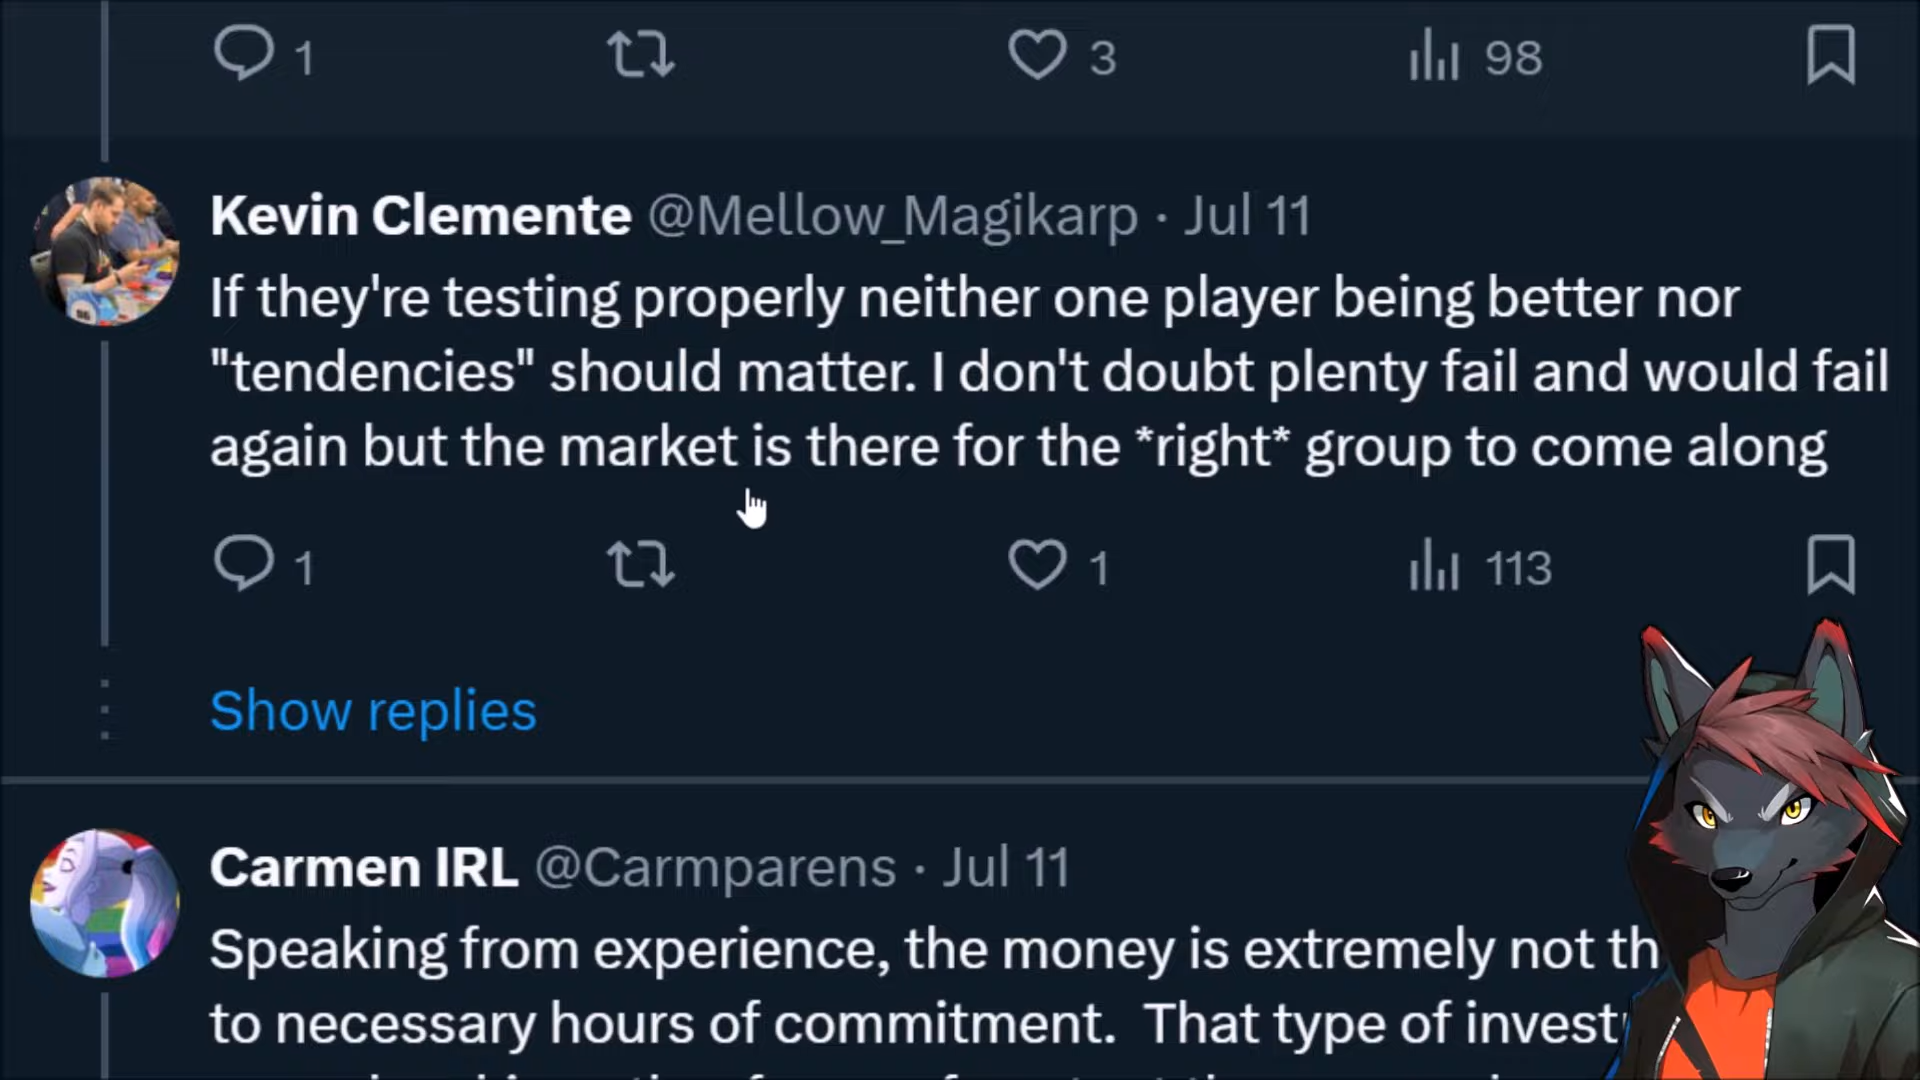 1 3 98
Kevin Clemente @Mellow_Magikarp · Jul 11
If they're testing properly neither one player being better nor
"tendencies" should matter. I don't doubt plenty fail and would fail
again but the market is there for the *right* group to come along
1 1 113
Show replies
Carmen IRL @Carmparens · Jul 11
Speaking from experience, the money is extremely not
to necessary hours of commitment. That type of